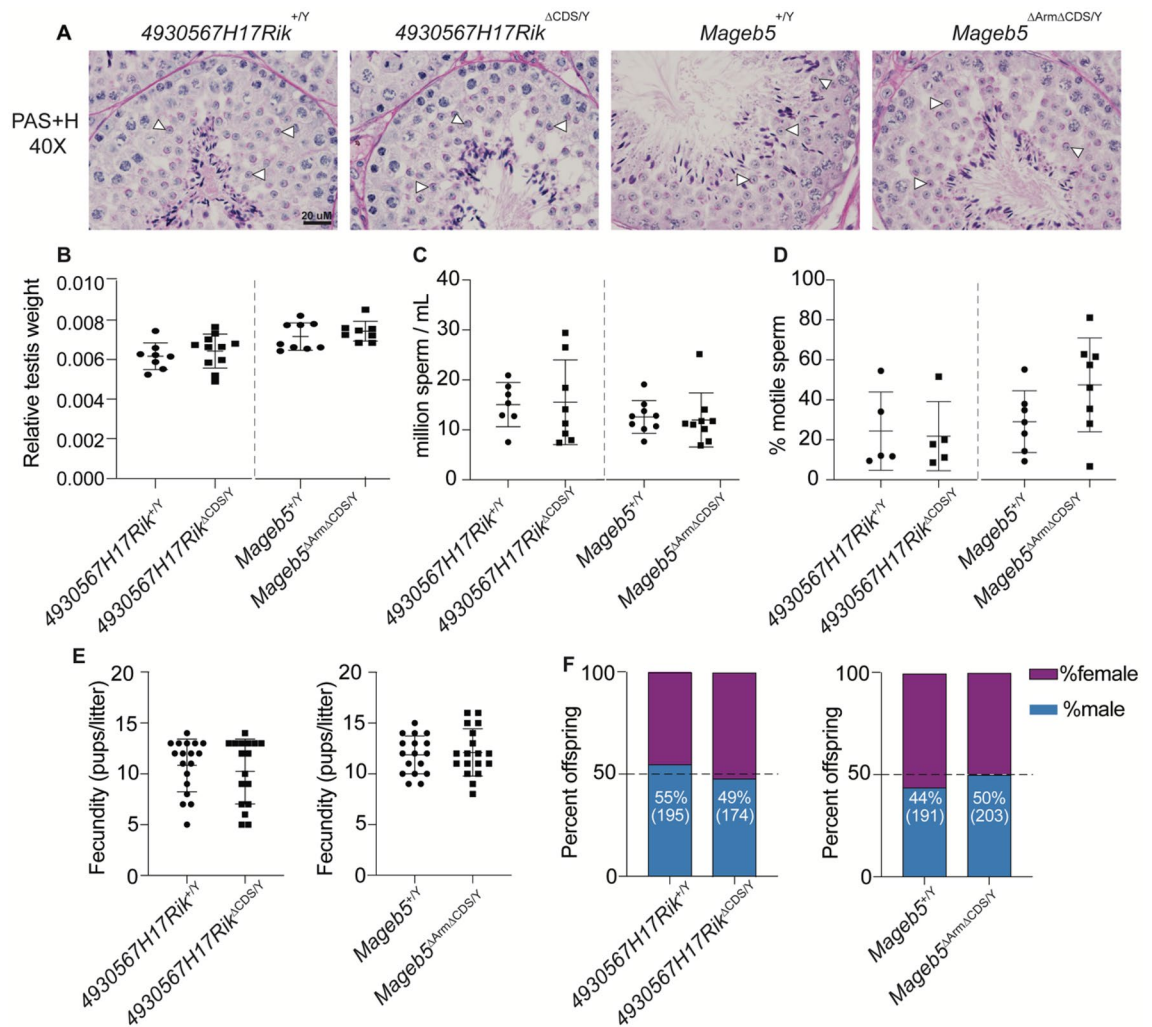 A
4930567H17Rik+/Y
4930567H17RikΔCDS/Y
Mageb5+/Y
Mageb5ΔArmΔCDS/Y
PAS+H
40X
20 uM
B
Relative testis weight
0.010
0.008
0.006
0.004
0.002
0.000
4930567H17Rik+/Y
4930567H17RikΔCDS/Y
Mageb5+/Y
Mageb5ΔArmΔCDS/Y
C
million sperm / mL
40
30
20
10
0
4930567H17Rik+/Y
4930567H17RikΔCDS/Y
Mageb5+/Y
Mageb5ΔArmΔCDS/Y
D
% motile sperm
100
80
60
40
20
0
4930567H17Rik+/Y
4930567H17RikΔCDS/Y
Mageb5+/Y
Mageb5ΔArmΔCDS/Y
E
Fecundity (pups/litter)
20
15
10
5
0
4930567H17Rik+/Y
4930567H17RikΔCDS/Y
Fecundity (pups/litter)
20
15
10
5
0
Mageb5+/Y
Mageb5ΔArmΔCDS/Y
F
Percent offspring
100
50
0
55%
(195)
49%
(174)
4930567H17Rik+/Y
4930567H17RikΔCDS/Y
Percent offspring
100
50
0
44%
(191)
50%
(203)
Mageb5+/Y
Mageb5ΔArmΔCDS/Y
%female
%male